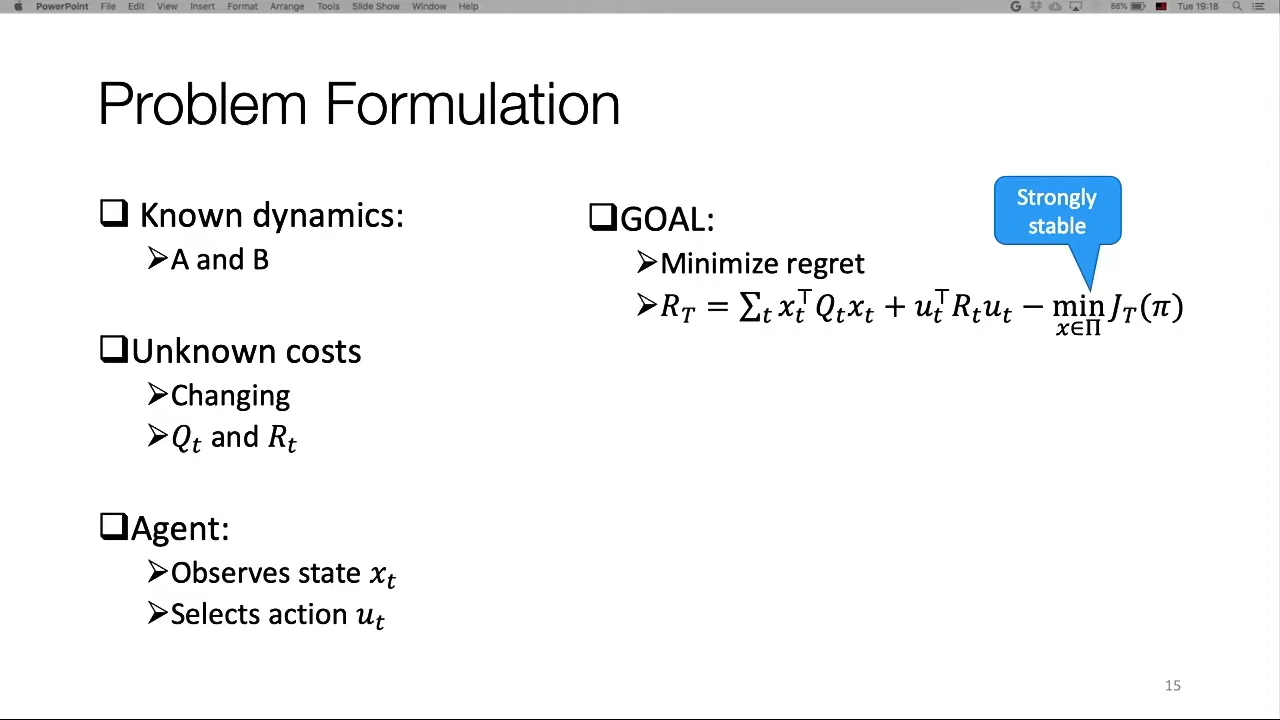 PowerPoint File Edit View Insert Format Arrange Tools Slide Show Window Help 88% Tue 19:18
Problem Formulation
Known dynamics:
A and B
Unknown costs
Changing
Q_t and R_t
Agent:
Observes state x_t
Selects action u_t
GOAL:
Minimize regret
R_T = ∑_t x_t^⊤ Q_t x_t + u_t^⊤ R_t u_t − min_{x∈Π} J_T(π)
Strongly
stable
15